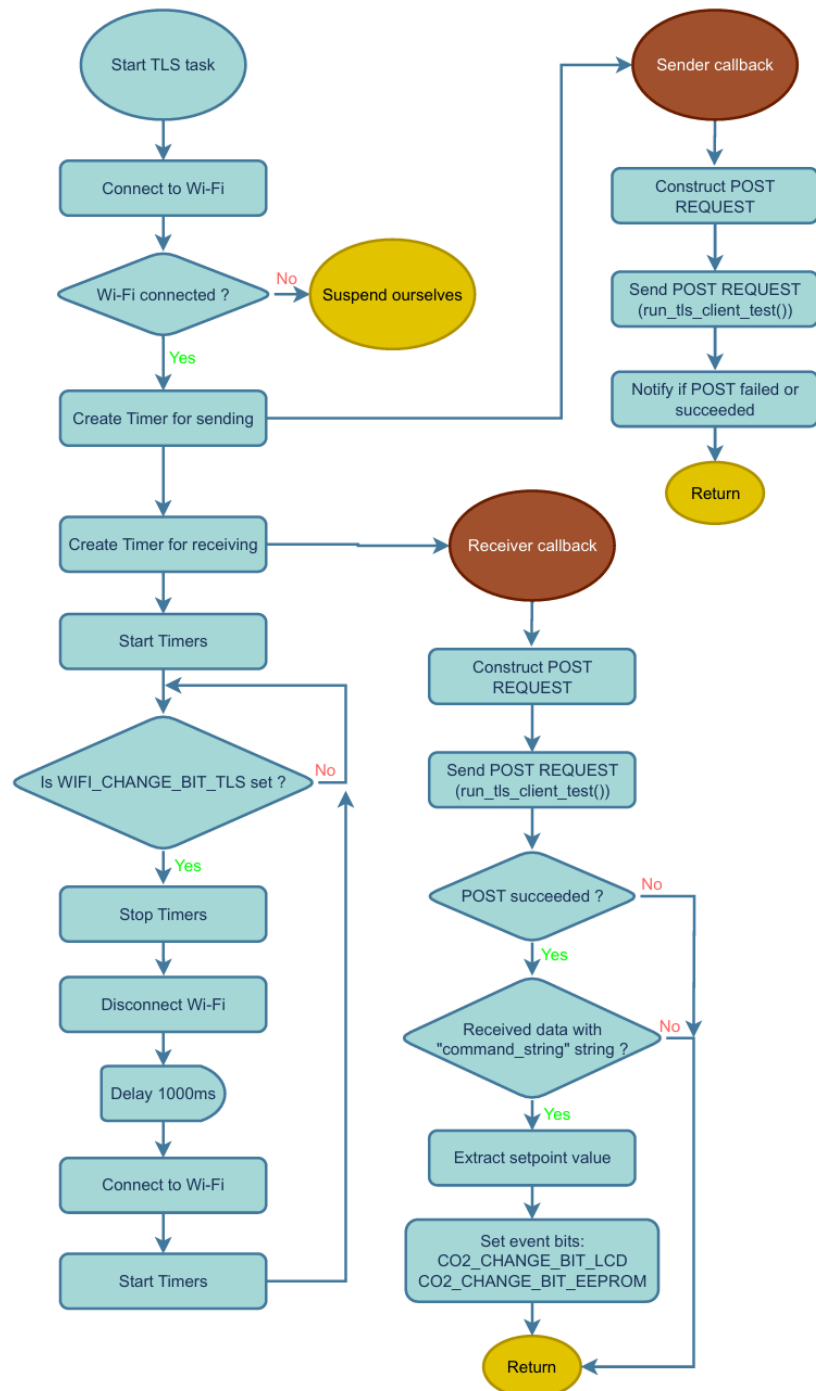 Start TLS task
Connect to Wi-Fi
Wi-Fi connected ?
No
Suspend ourselves
Yes
Create Timer for sending
Create Timer for receiving
Start Timers
Is WIFI_CHANGE_BIT_TLS set ?
No
Yes
Stop Timers
Disconnect Wi-Fi
Delay 1000ms
Connect to Wi-Fi
Start Timers
Sender callback
Construct POST
REQUEST
Send POST REQUEST
(run_tls_client_test())
Notify if POST failed or
succeeded
Return
Receiver callback
Construct POST
REQUEST
Send POST REQUEST
(run_tls_client_test())
POST succeeded ?
No
Yes
Received data with
"command_string" string ?
No
Yes
Extract setpoint value
Set event bits:
CO2_CHANGE_BIT_LCD
CO2_CHANGE_BIT_EEPROM
Return